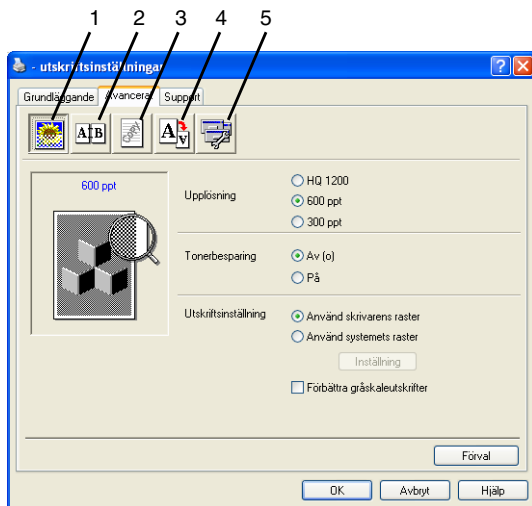 1 2 3 4 5
- utskriftsinställningar
Grundläggande Avancerat Support
A B COPY A V
600 ppt
Upplösning
HQ 1200
600 ppt
300 ppt
Tonerbesparing
Av (o)
På
Utskriftsinställning
Använd skrivarens raster
Använd systemets raster
Inställning
Förbättra gråskaleutskrifter
Förval
OK Avbryt Hjälp